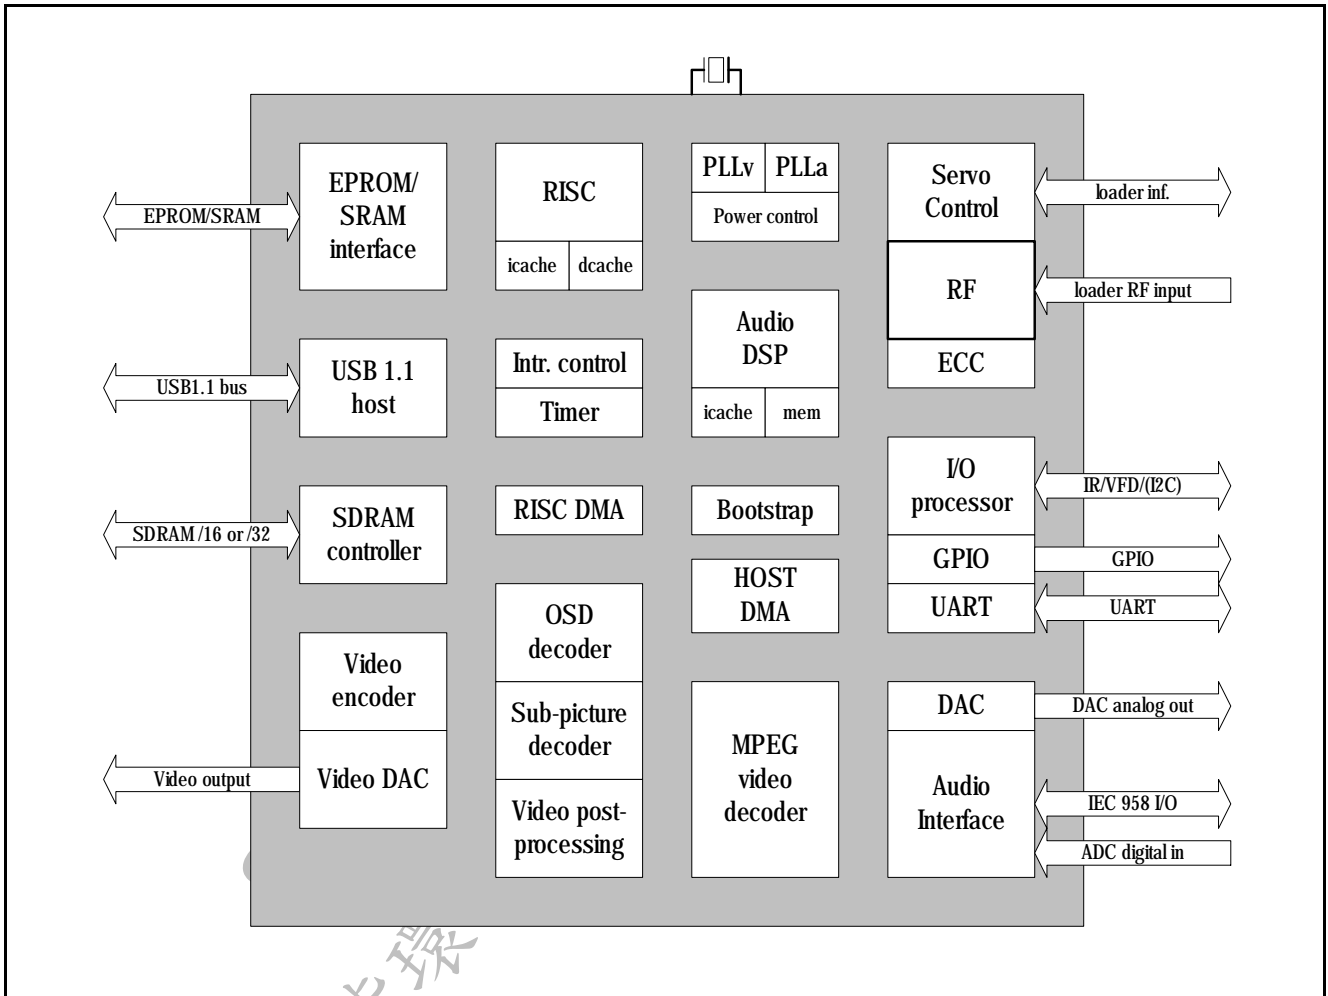 EPROM/SRAM
USB1.1 bus
SDRAM/16 or /32
Video output
EPROM/
SRAM
interface
USB 1.1
host
SDRAM
controller
Video
encoder
Video DAC
RISC
icache
dcache
Intr. control
Timer
RISC DMA
OSD
decoder
Sub-picture
decoder
Video post-
processing
PLLv
PLLa
Power control
Audio
DSP
icache
mem
Bootstrap
HOST
DMA
MPEG
video
decoder
Servo
Control
RF
ECC
I/O
processor
GPIO
UART
DAC
Audio
Interface
loader inf.
loader RF input
IR/VFD/(I2C)
GPIO
UART
DAC analog out
IEC 958 I/O
ADC digital in
環